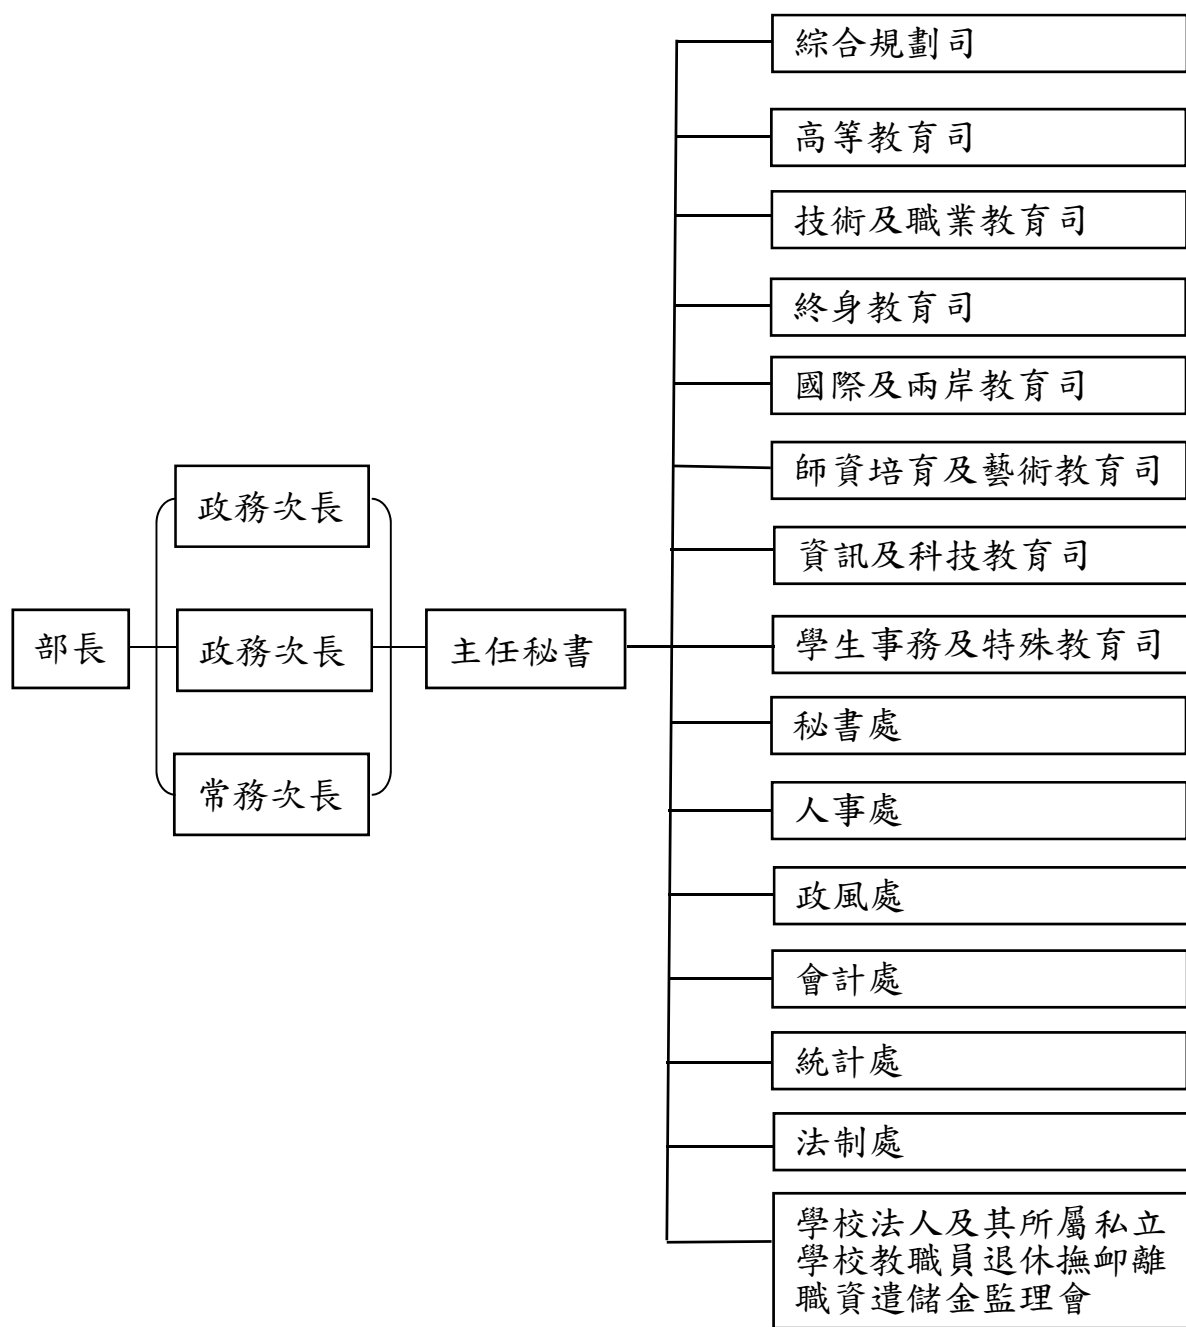 部長
政務次長
政務次長
常務次長
主任秘書
綜合規劃司
高等教育司
技術及職業教育司
終身教育司
國際及兩岸教育司
師資培育及藝術教育司
資訊及科技教育司
學生事務及特殊教育司
秘書處
人事處
政風處
會計處
統計處
法制處
學校法人及其所屬私立
學校教職員退休撫卹離
職資遣儲金監理會